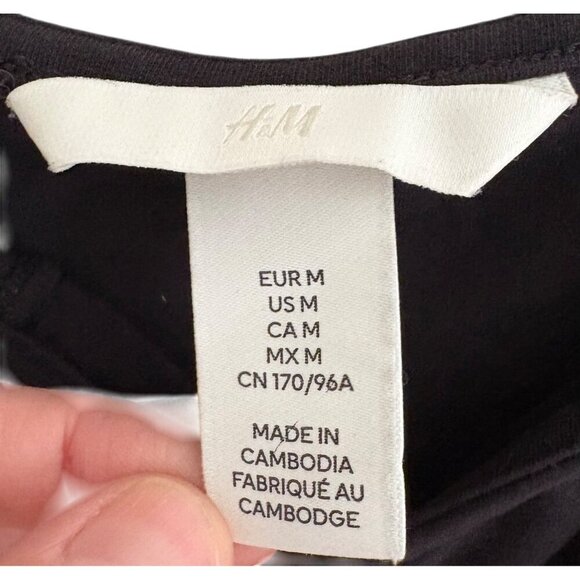 H&M
EUR M
US M
CA M
MX M
CN 170/96A
MADE IN
CAMBODIA
FABRIQUÉ AU
CAMBODGE